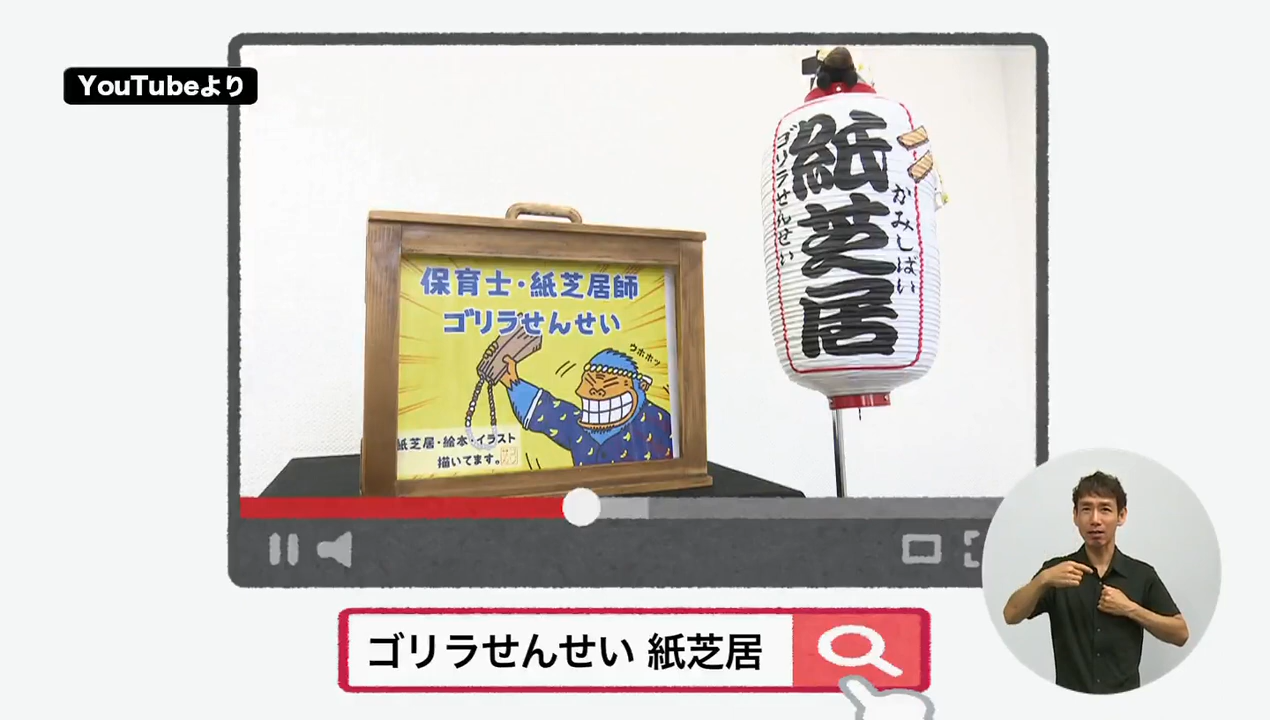 YouTubeより
保育士・紙芝居師
ゴリラせんせい
ウホホッ
紙芝居・絵本・イラスト
描いてます。
紙芝居
かみしばい
ゴリラせんせい
ゴリラせんせい 紙芝居